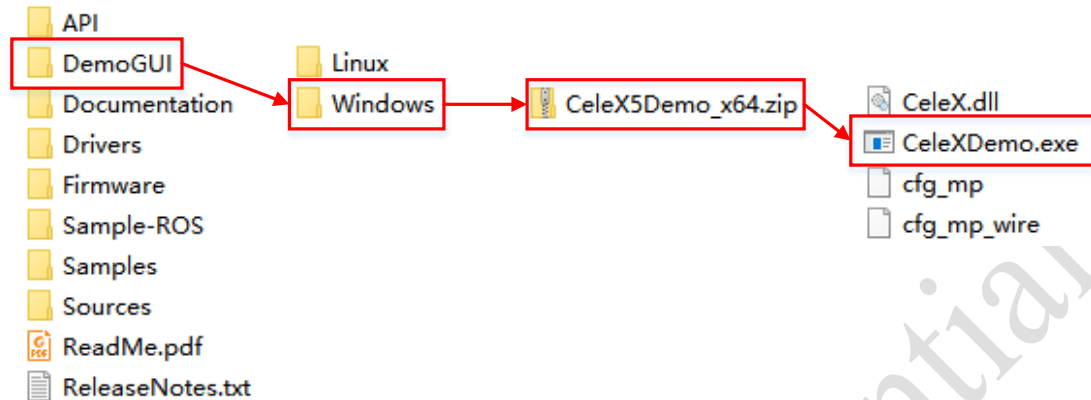 API
DemoGUI
Documentation
Drivers
Firmware
Sample-ROS
Samples
Sources
ReadMe.pdf
ReleaseNotes.txt
Linux
Windows
CeleX5Demo_x64.zip
CeleX.dll
CeleXDemo.exe
cfg_mp
cfg_mp_wire